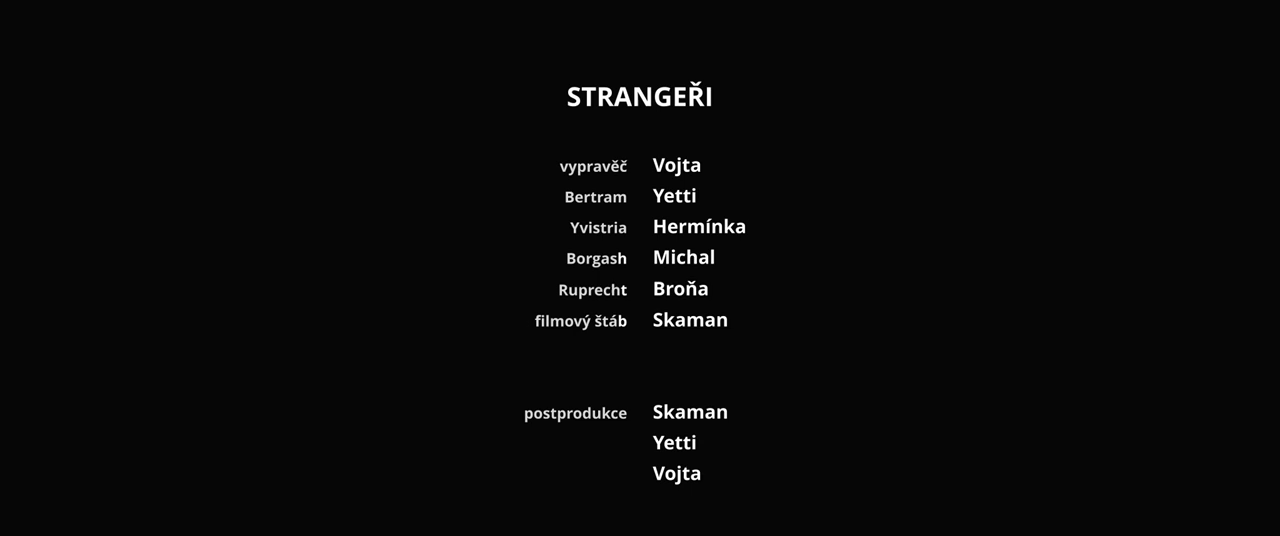 STRANGEŘI
vypravěč Vojta
Bertram Yetti
Yvistria Hermínka
Borgash Michal
Ruprecht Broňa
filmový štáb Skaman
postprodukce Skaman
Yetti
Vojta